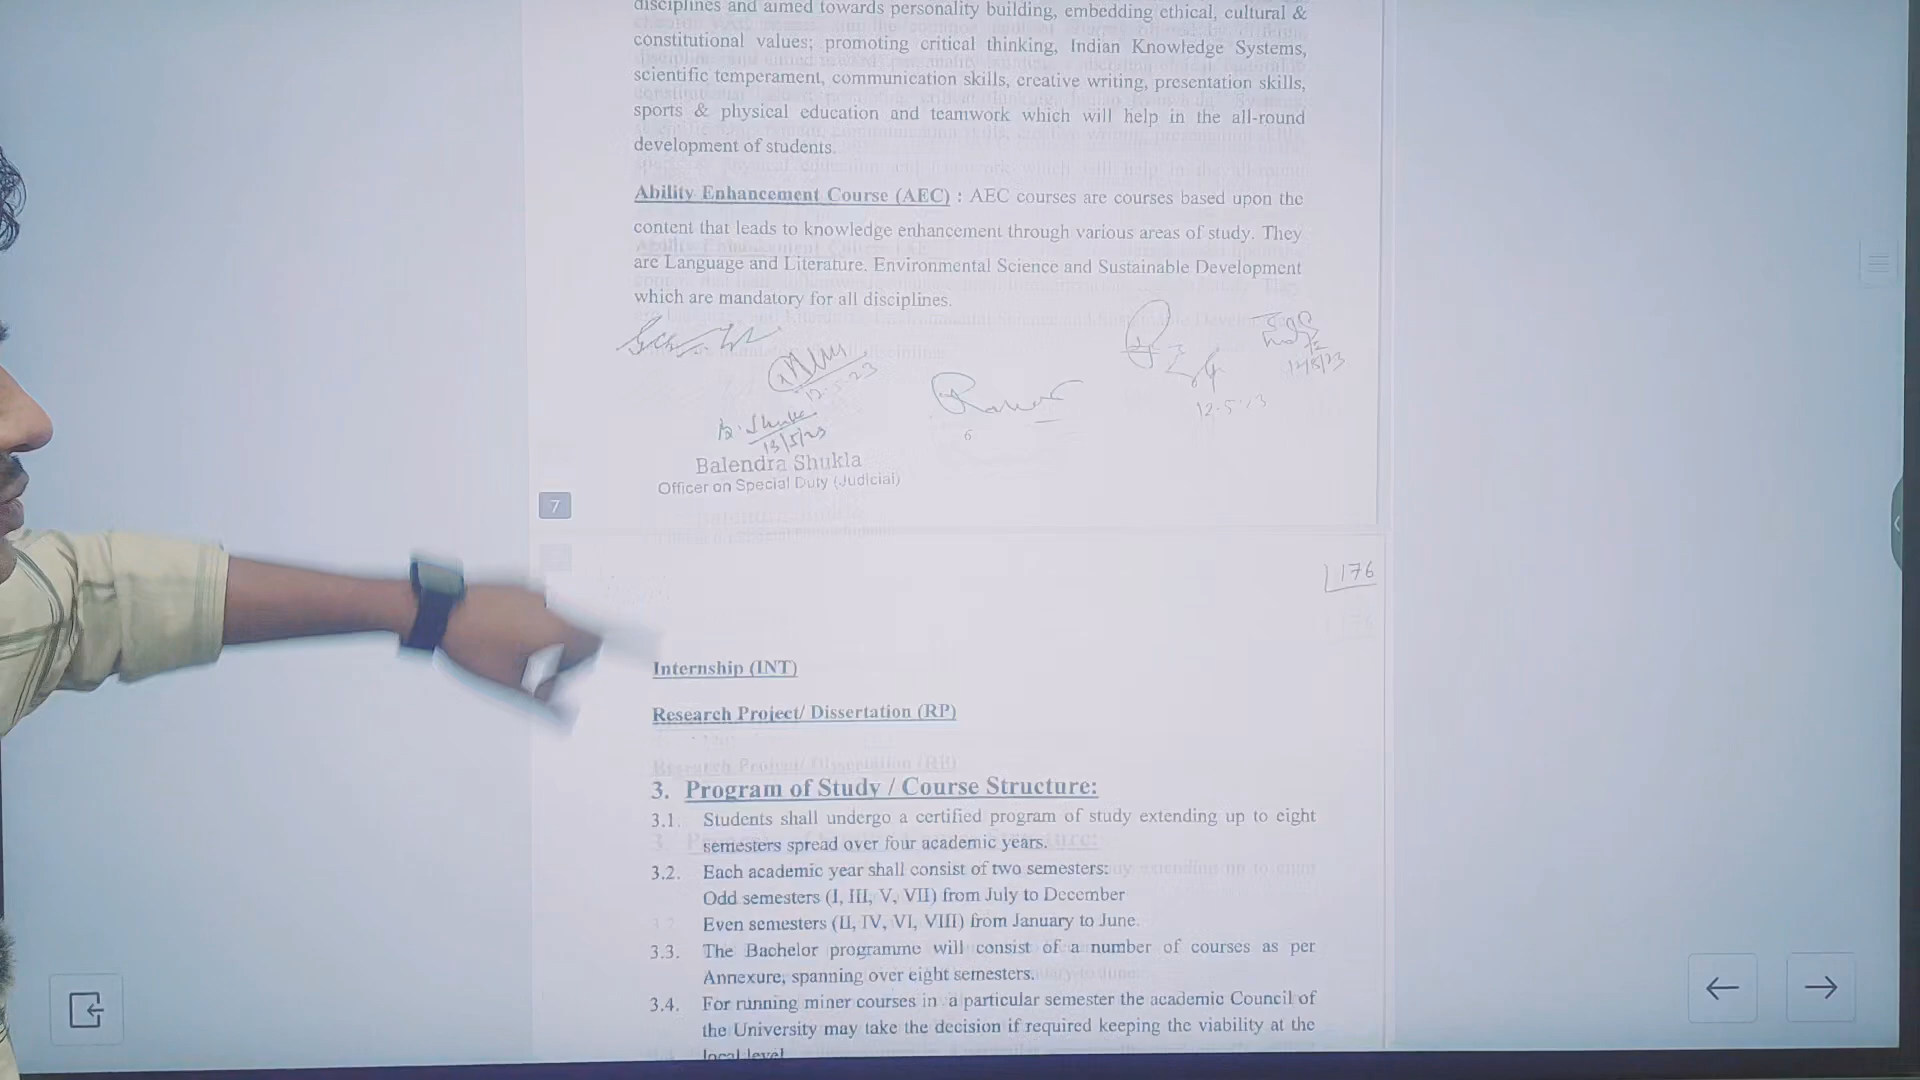 disciplines and aimed towards personality building, embedding ethical, cultural &
constitutional values; promoting critical thinking, Indian Knowledge Systems,
scientific temperament, communication skills, creative writing, presentation skills,
sports & physical education and teamwork which will help in the all-round
development of students.
Ability Enhancement Course (AEC) : AEC courses are courses based upon the
content that leads to knowledge enhancement through various areas of study. They
are Language and Literature. Environmental Science and Sustainable Development
which are mandatory for all disciplines.
12.5.23
12/5/23
12.5.23
B. Shukla
13/5/23
6
Balendra Shukla
Officer on Special Duty (Judicial)
7
176
Internship (INT)
Research Project/ Dissertation (RP)
3. Program of Study / Course Structure:
3.1. Students shall undergo a certified program of study extending up to eight
semesters spread over four academic years.
3.2. Each academic year shall consist of two semesters:
Odd semesters (I, III, V, VII) from July to December
Even semesters (II, IV, VI, VIII) from January to June.
3.3. The Bachelor programme will consist of a number of courses as per
Annexure, spanning over eight semesters.
3.4. For running miner courses in a particular semester the academic Council of
the University may take the decision if required keeping the viability at the
local level